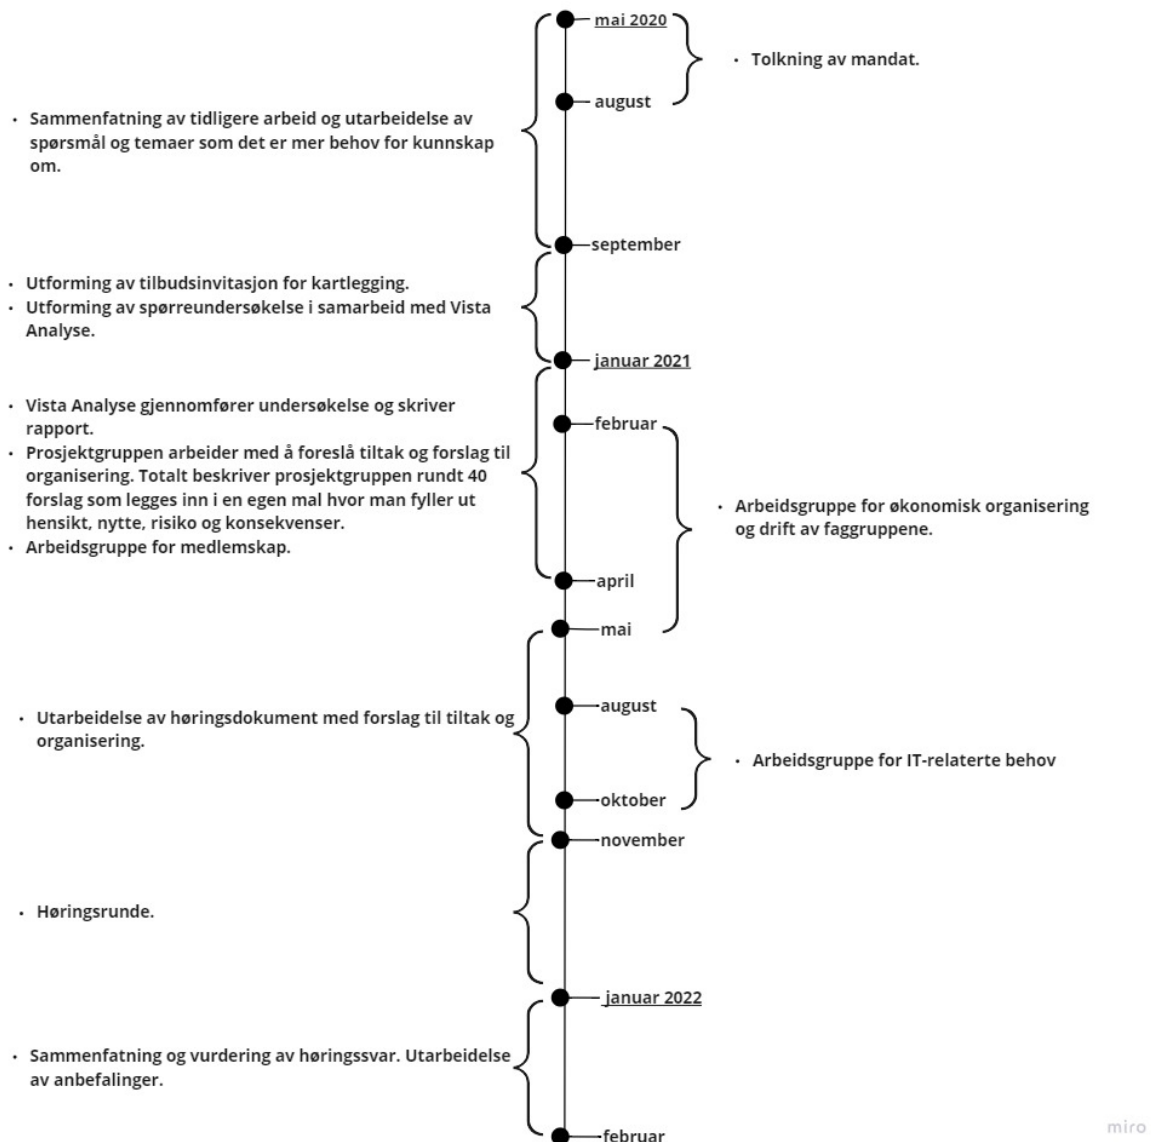 mai 2020
• Tolkning av mandat.
august
• Sammenfatning av tidligere arbeid og utarbeidelse av
spørsmål og temaer som det er mer behov for kunnskap
om.
september
• Utforming av tilbudsinvitasjon for kartlegging.
• Utforming av spørreundersøkelse i samarbeid med Vista
Analyse.
januar 2021
• Vista Analyse gjennomfører undersøkelse og skriver
rapport.
• Prosjektgruppen arbeider med å foreslå tiltak og forslag til
organisering. Totalt beskriver prosjektgruppen rundt 40
forslag som legges inn i en egen mal hvor man fyller ut
hensikt, nytte, risiko og konsekvenser.
• Arbeidsgruppe for medlemskap.
februar
• Arbeidsgruppe for økonomisk organisering
og drift av faggruppene.
april
mai
• Utarbeidelse av høringsdokument med forslag til tiltak og
organisering.
august
• Arbeidsgruppe for IT-relaterte behov
oktober
november
• Høringsrunde.
januar 2022
• Sammenfatning og vurdering av høringssvar. Utarbeidelse
av anbefalinger.
februar
miro